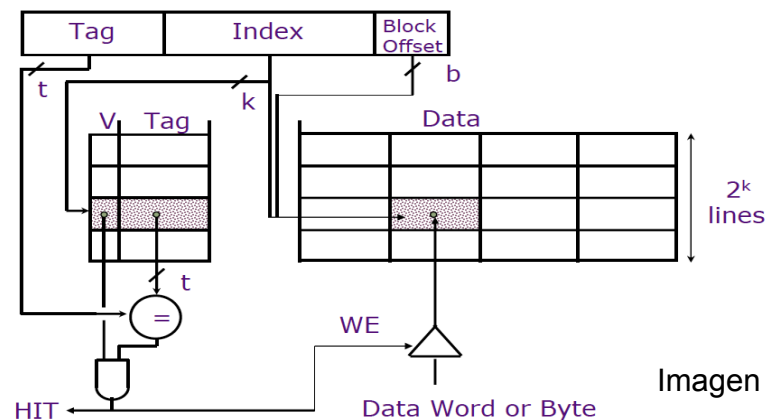 Tag Index Block Offset
t k b
V Tag Data
2ᵏ lines
t
=
WE
HIT Data Word or Byte Imagen